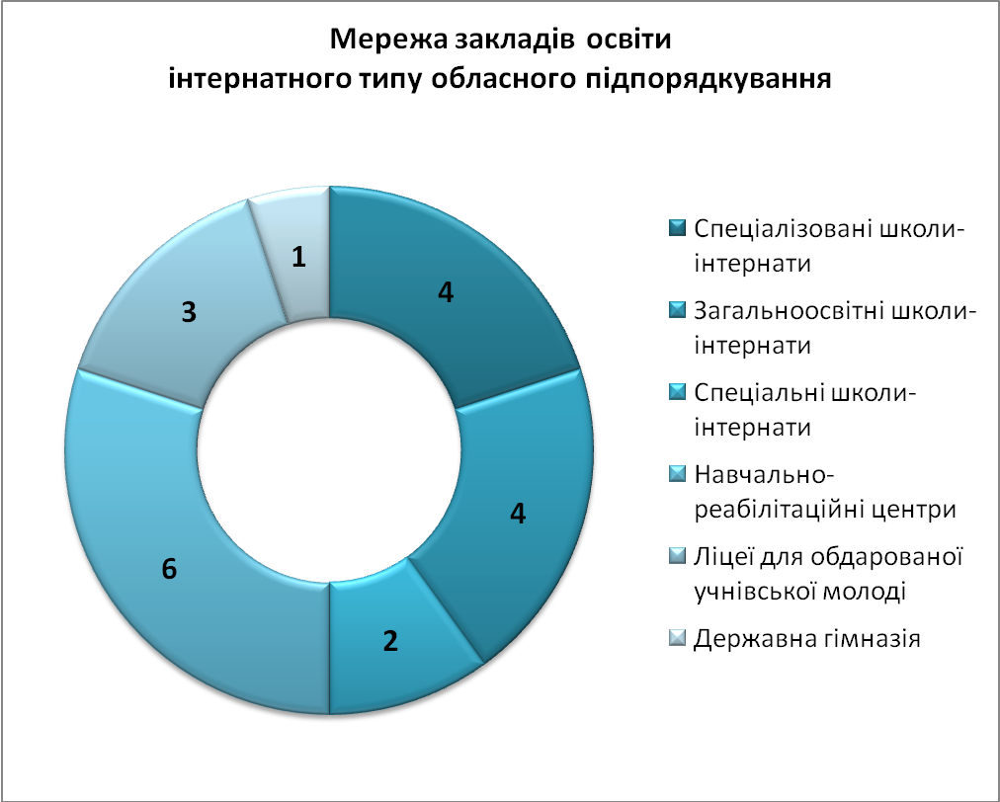 Мережа закладів освіти
інтернатного типу обласного підпорядкування
1
4
3
4
6
2
Спеціалізовані школи-
інтернати
Загальноосвітні школи-
інтернати
Спеціальні школи-
інтернати
Навчально-
реабілітаційні центри
Ліцеї для обдарованої
учнівської молоді
Державна гімназія